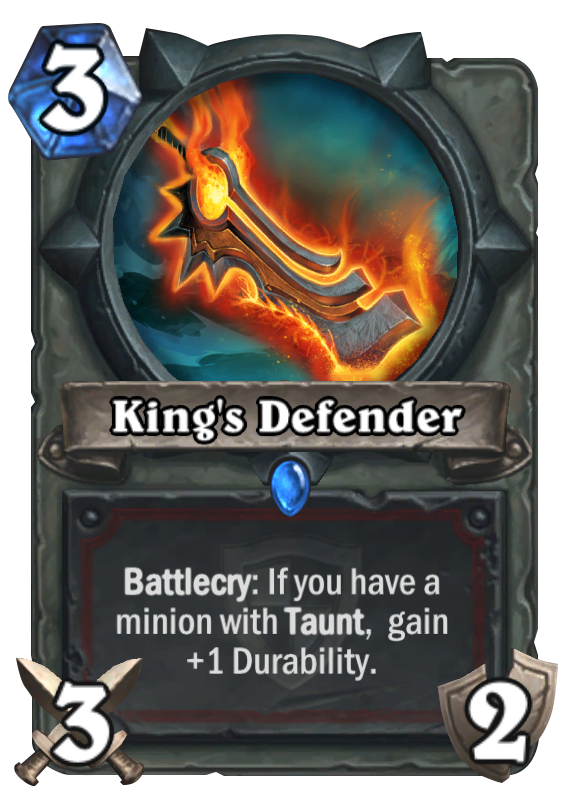 3
King's Defender
Battlecry: If you have a
minion with Taunt, gain
+1 Durability.
3
2